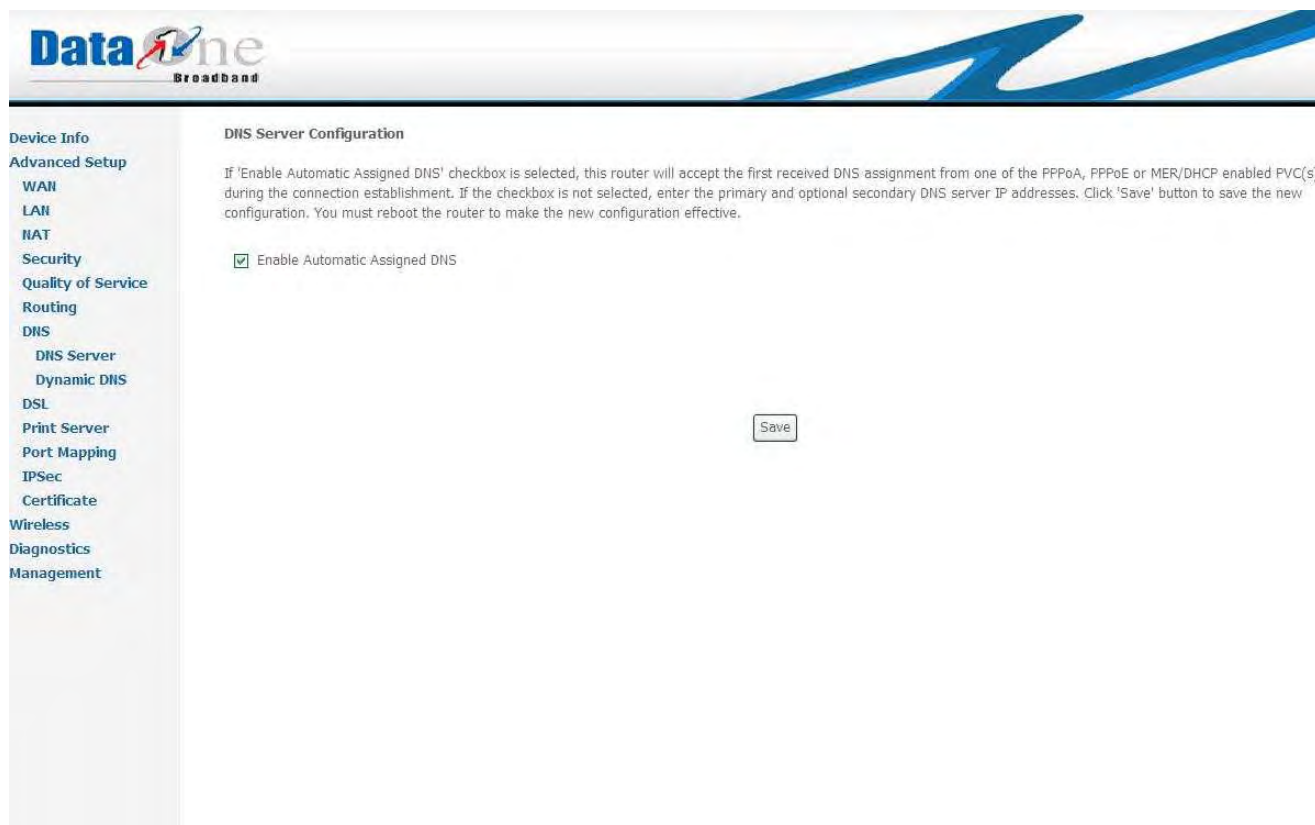 Data One
Broadband
Device Info
Advanced Setup
WAN
LAN
NAT
Security
Quality of Service
Routing
DNS
DNS Server
Dynamic DNS
DSL
Print Server
Port Mapping
IPSec
Certificate
Wireless
Diagnostics
Management
DNS Server Configuration
If 'Enable Automatic Assigned DNS' checkbox is selected, this router will accept the first received DNS assignment from one of the PPPoA, PPPoE or MER/DHCP enabled PVC(s)
during the connection establishment. If the checkbox is not selected, enter the primary and optional secondary DNS server IP addresses. Click 'Save' button to save the new
configuration. You must reboot the router to make the new configuration effective.
Enable Automatic Assigned DNS
Save